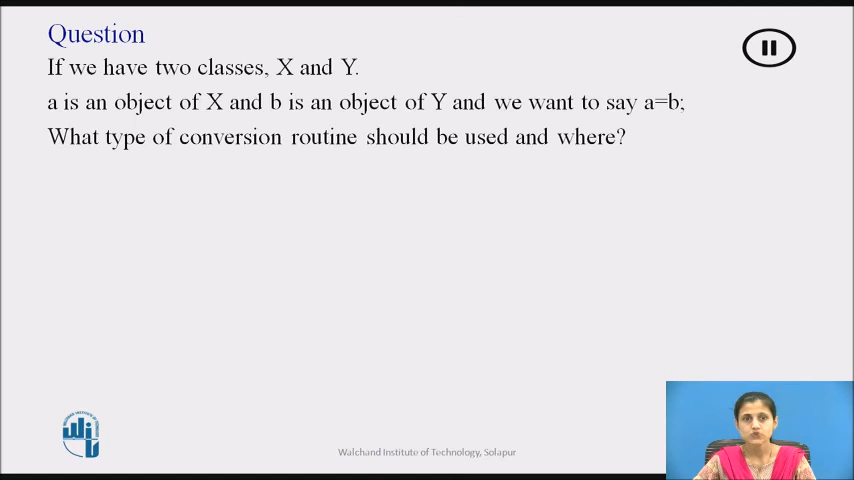 Question
If we have two classes, X and Y.
a is an object of X and b is an object of Y and we want to say a=b;
What type of conversion routine should be used and where?
Walchand Institute of Technology, Solapur